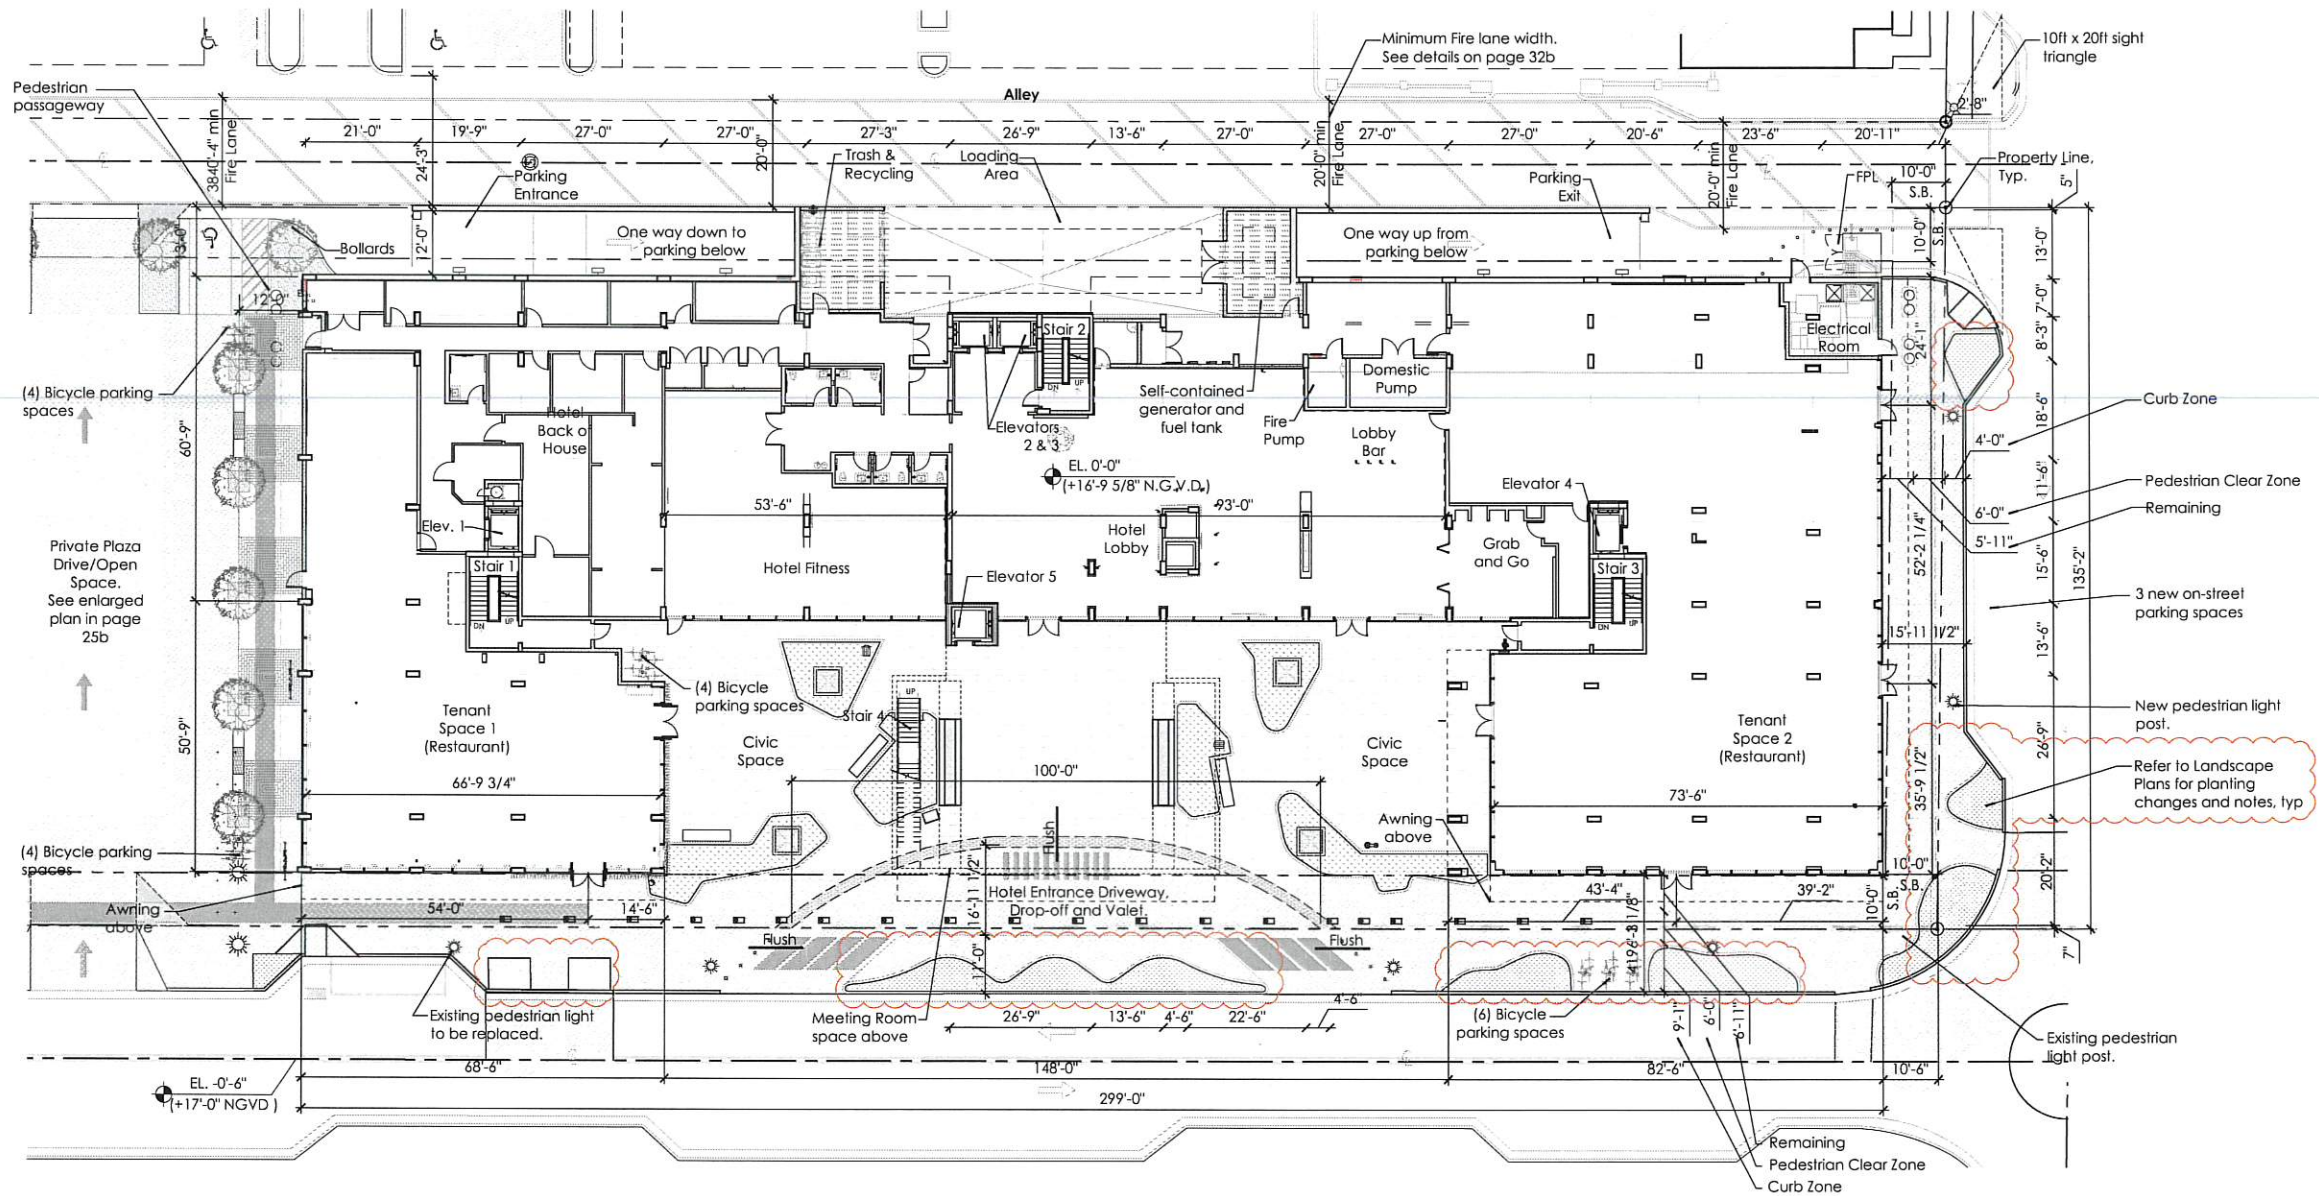 Minimum Fire lane width.
See details on page 32b
10ft x 20ft sight
triangle
Pedestrian
passageway
Alley
2'-8"
21'-0"
19'-9"
27'-0"
27'-0"
27'-3"
26'-9"
13'-6"
27'-0"
27'-0"
27'-0"
20'-6"
23'-6"
20'-11"
Fire Lane
24'-3"
20'-0"
20'-0" min
Fire Lane
20'-0" min
Fire Lane
Parking
Entrance
Trash &
Recycling
Loading
Area
Parking
Exit
FPL
10'-0"
S.B.
Property Line,
Typ.
5"
Bollards
12'-0"
One way down to
parking below
One way up from
parking below
10'-0"
S.B.
13'-0"
12'-0"
7'-0"
8'-3"
24'-1"
Stair 2
DN
UP
Electrical
Room
(4) Bicycle parking
spaces
Domestic
Pump
Self-contained
generator and
fuel tank
Fire
Pump
Hotel
Back o
House
Elevators
2 & 3
Lobby
Bar
18'-6"
Curb Zone
4'-0"
60'-9"
EL. 0'-0"
(+16'-9 5/8" N.G.V.D.)
11'-6"
Pedestrian Clear Zone
6'-0"
Remaining
5'-11"
Elevator 4
53'-6"
93'-0"
Elev. 1
Hotel
Lobby
Grab
and Go
52'-2 1/4"
15'-6"
135'-2"
Private Plaza
Drive/Open
Space.
See enlarged
plan in page
25b
Stair 1
DN
UP
Hotel Fitness
Elevator 5
Stair 3
DN
UP
3 new on-street
parking spaces
15'-11 1/2"
13'-6"
(4) Bicycle
parking spaces
UP
Stair 4
50'-9"
Tenant
Space 1
(Restaurant)
Civic
Space
Civic
Space
Tenant
Space 2
(Restaurant)
New pedestrian light
post.
26'-9"
100'-0"
66'-9 3/4"
73'-6"
35'-9 1/2"
Refer to Landscape
Plans for planting
changes and notes, typ
Flush
Awning
above
(4) Bicycle parking
spaces
16'-11 1/2"
Hotel Entrance Driveway,
Drop-off and Valet.
10'-0"
S.B.
20'-2"
43'-4"
39'-2"
10'-0"
S.B.
Awning
above
54'-0"
14'-6"
Flush
Flush
11'-0"
7"
4'-6"
Existing pedestrian light
to be replaced.
Meeting Room
space above
26'-9"
13'-6"
4'-6"
22'-6"
(6) Bicycle
parking spaces
9'-1"
6'-0"
6'-11"
Existing pedestrian
light post.
68'-6"
148'-0"
82'-6"
10'-6"
EL. -0'-6"
(+17'-0" NGVD )
299'-0"
Remaining
Pedestrian Clear Zone
Curb Zone